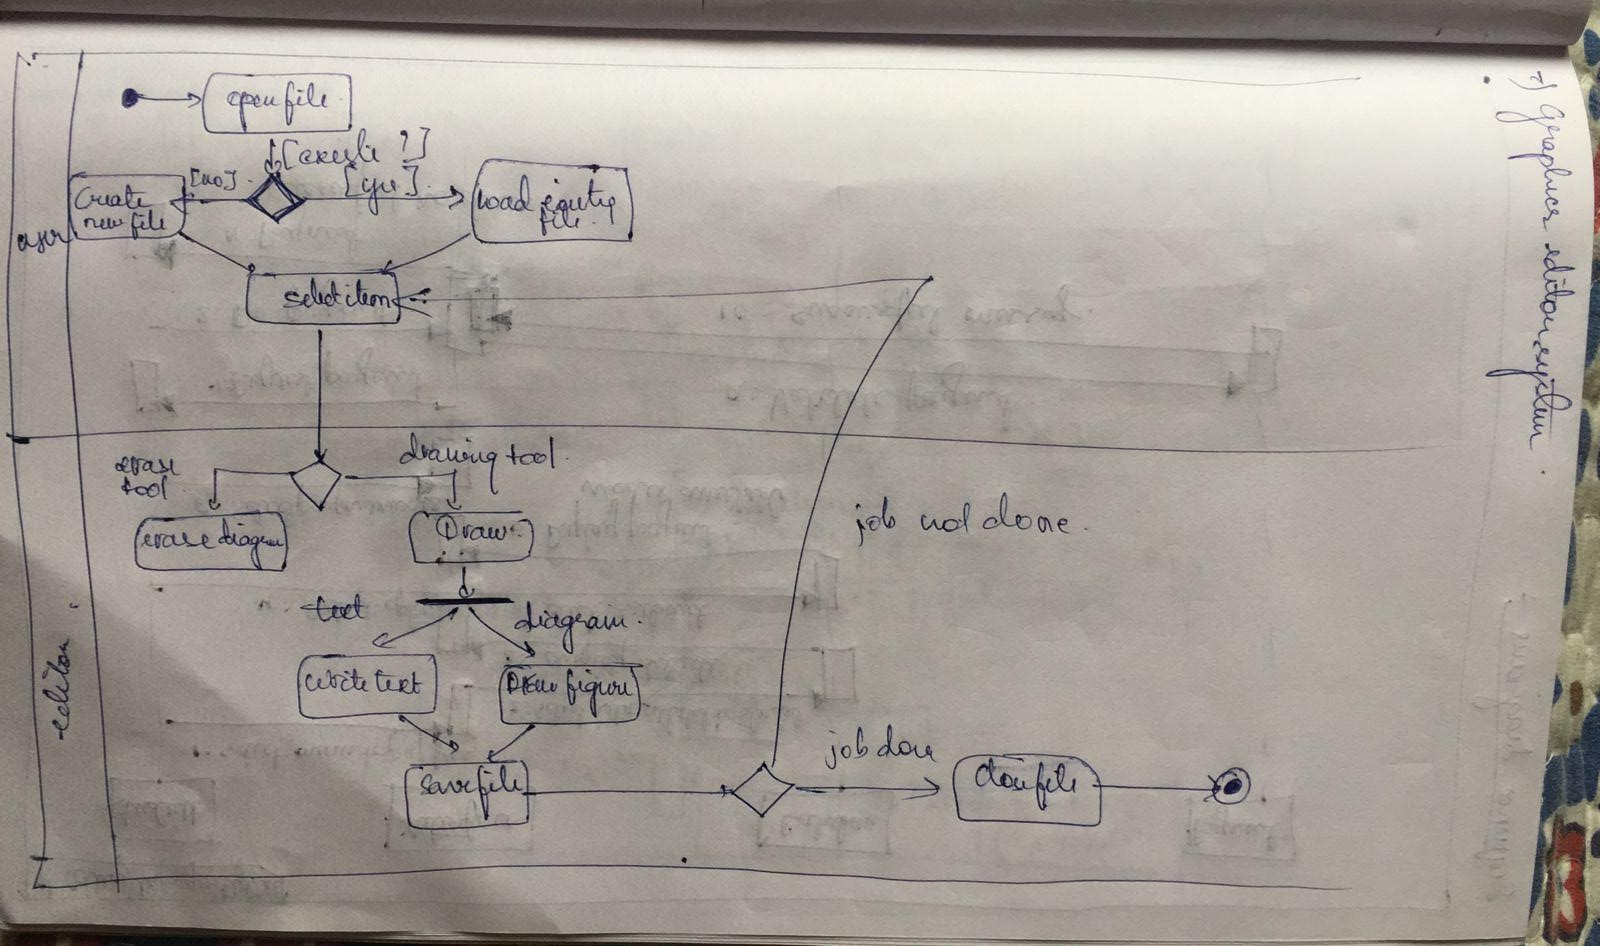 7) Graphics editor system.
open file.
[exists ?]
[no].
[yes].
Create
new file
Load existing
file.
user
select item
erase
tool
drawing tool.
erase diagram
Draw.
job not done.
text
diagram.
write text
Draw figure
editor
job done
save file
close file